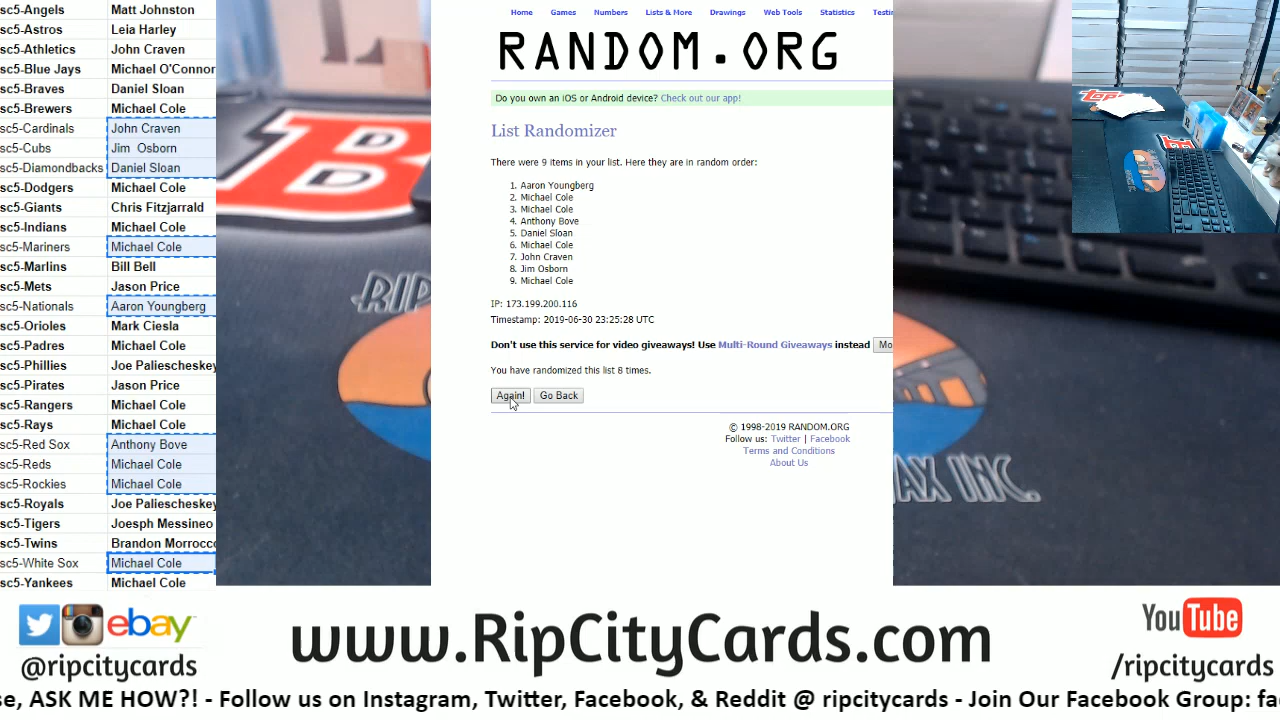 sc5-Angels Matt Johnston
sc5-Astros Leia Harley
sc5-Athletics John Craven
sc5-Blue Jays Michael O'Connor
sc5-Braves Daniel Sloan
sc5-Brewers Michael Cole
sc5-Cardinals John Craven
sc5-Cubs Jim Osborn
sc5-Diamondbacks Daniel Sloan
sc5-Dodgers Michael Cole
sc5-Giants Chris Fitzjarrald
sc5-Indians Michael Cole
sc5-Mariners Michael Cole
sc5-Marlins Bill Bell
sc5-Mets Jason Price
sc5-Nationals Aaron Youngberg
sc5-Orioles Mark Ciesla
sc5-Padres Michael Cole
sc5-Phillies Joe Paliescheskey
sc5-Pirates Jason Price
sc5-Rangers Michael Cole
sc5-Rays Michael Cole
sc5-Red Sox Anthony Bove
sc5-Reds Michael Cole
sc5-Rockies Michael Cole
sc5-Royals Joe Paliescheskey
sc5-Tigers Joesph Messineo
sc5-Twins Brandon Morrocc
sc5-White Sox Michael Cole
sc5-Yankees Michael Cole
Home Games Numbers Lists & More Drawings Web Tools Statistics Testin
RANDOM.ORG
Do you own an iOS or Android device? Check out our app!
List Randomizer
There were 9 items in your list. Here they are in random order:
1. Aaron Youngberg
2. Michael Cole
3. Michael Cole
4. Anthony Bove
5. Daniel Sloan
6. Michael Cole
7. John Craven
8. Jim Osborn
9. Michael Cole
IP: 173.199.200.116
Timestamp: 2019-06-30 23:25:28 UTC
Don't use this service for video giveaways! Use Multi-Round Giveaways instead Mo
You have randomized this list 8 times.
Again! Go Back
© 1998-2019 RANDOM.ORG
Follow us: Twitter | Facebook
Terms and Conditions
About Us
B
RIP
AX INC.
Topps
ebay
@ripcitycards
www.RipCityCards.com
YouTube
/ripcitycards
se, ASK ME HOW?! - Follow us on Instagram, Twitter, Facebook, & Reddit @ ripcitycards - Join Our Facebook Group: fa